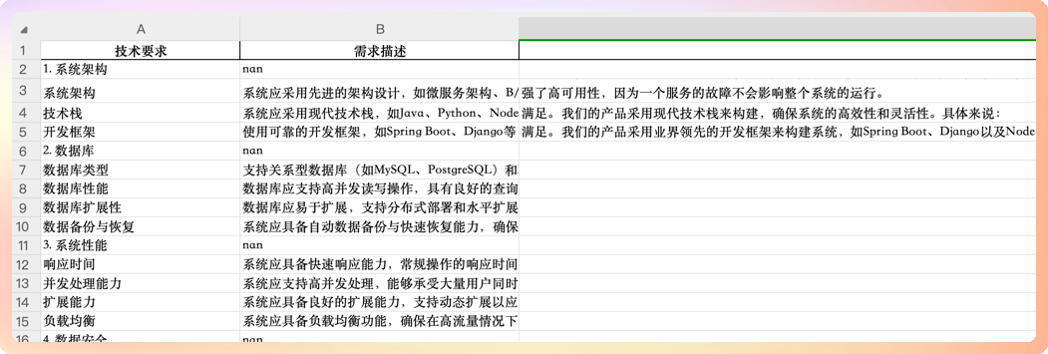 A B
1 技术要求 需求描述
2 1. 系统架构 nan
3 系统架构 系统应采用先进的架构设计，如微服务架构、B/ 强了高可用性，因为一个服务的故障不会影响整个系统的运行。
4 技术栈 系统应采用现代技术栈，如Java、Python、Node 满足。我们的产品采用现代技术栈来构建，确保系统的高效性和灵活性。具体来说：
5 开发框架 使用可靠的开发框架，如Spring Boot、Django等 满足。我们的产品采用业界领先的开发框架来构建系统，如Spring Boot、Django以及Node
6 2. 数据库 nan
7 数据库类型 支持关系型数据库（如MySQL、PostgreSQL）和
8 数据库性能 数据库应支持高并发读写操作，具有良好的查询
9 数据库扩展性 数据库应易于扩展，支持分布式部署和水平扩展
10 数据备份与恢复 系统应具备自动数据备份与快速恢复能力，确保
11 3. 系统性能 nan
12 响应时间 系统应具备快速响应能力，常规操作的响应时间
13 并发处理能力 系统应支持高并发处理，能够承受大量用户同时
14 扩展能力 系统应具备良好的扩展能力，支持动态扩展以应
15 负载均衡 系统应具备负载均衡功能，确保在高流量情况下
16 4. 数据安全 nan